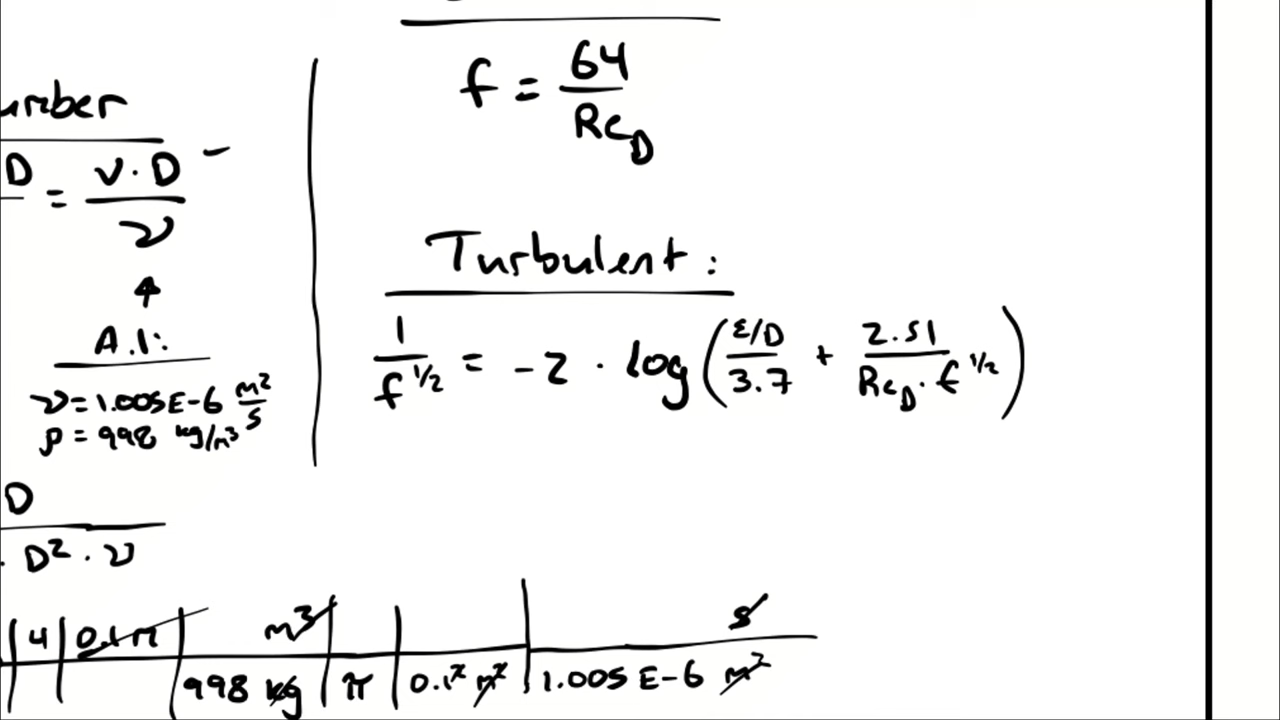 f = 64 / Re_D
umber
D = V · D / ν
Turbulent :
1 / f^1/2 = -2 · log( ε/D / 3.7 + 2.51 / Re_D · f^1/2 )
A.1:
ν = 1.005E-6 m² / s
ρ = 998 kg/m³
D
· D² · ν
4 0.1 m m³ s
998 kg π 0.1² m² 1.005 E-6 m²